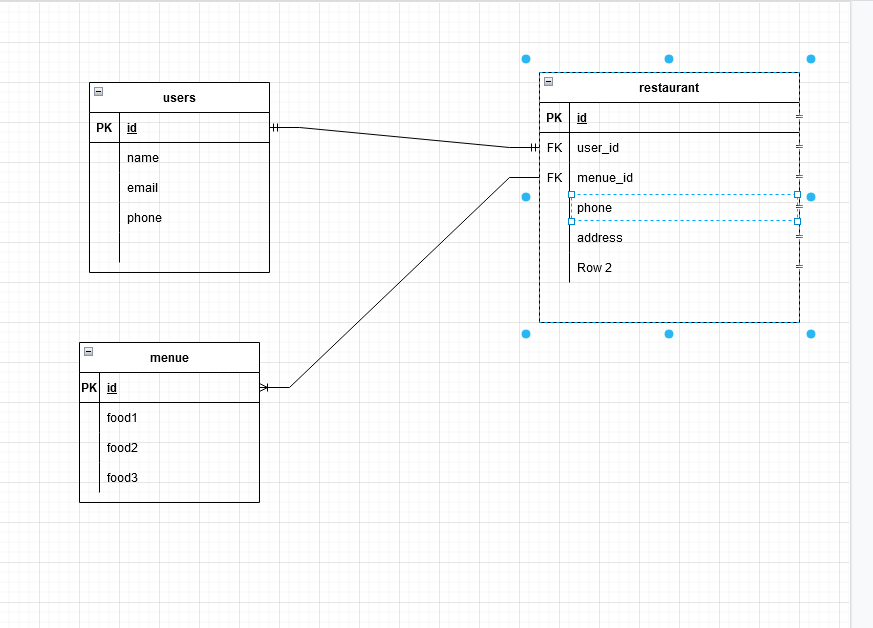 users
PK id
name
email
phone
restaurant
PK id
FK user_id
FK menue_id
phone
address
Row 2
menue
PK id
food1
food2
food3